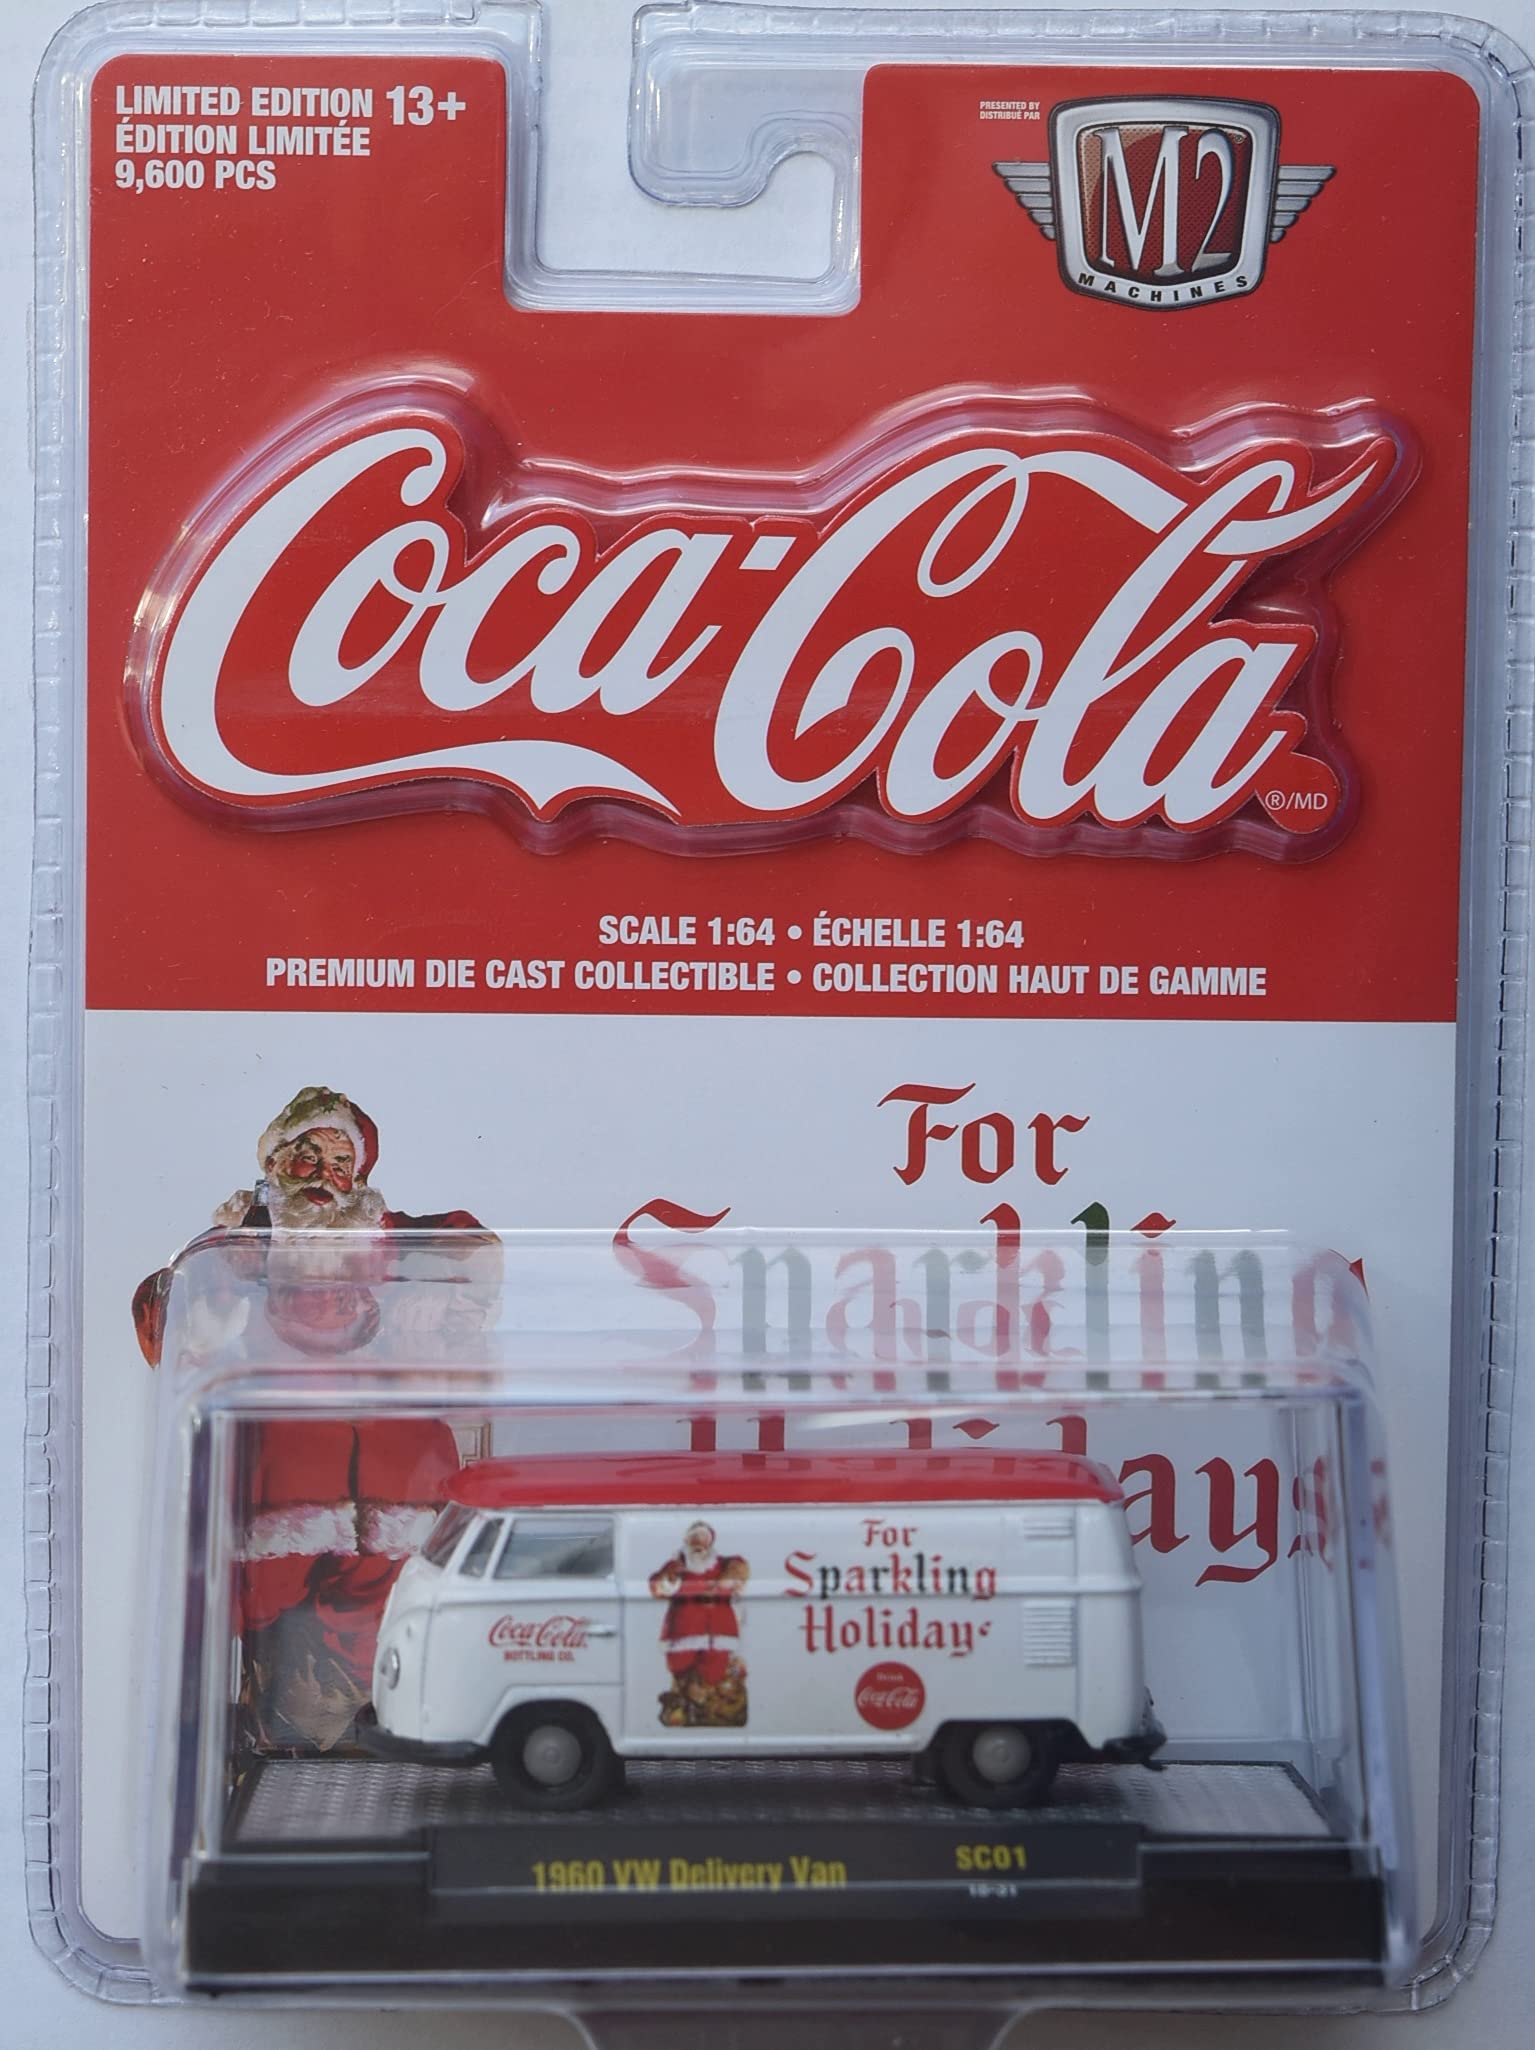 LIMITED EDITION 13+
ÉDITION LIMITÉE
9,600 PCS
PRESENTED BY
DISTRIBUÉ PAR
M2
MACHINES
Coca-Cola
®/MD
SCALE 1:64 • ÉCHELLE 1:64
PREMIUM DIE CAST COLLECTIBLE • COLLECTION HAUT DE GAMME
For
Sparkling
Holidays
For
Sparkling
Holidays
Coca-Cola
BOTTLING CO.
Drink
Coca-Cola
1960 VW Delivery Van
SC01